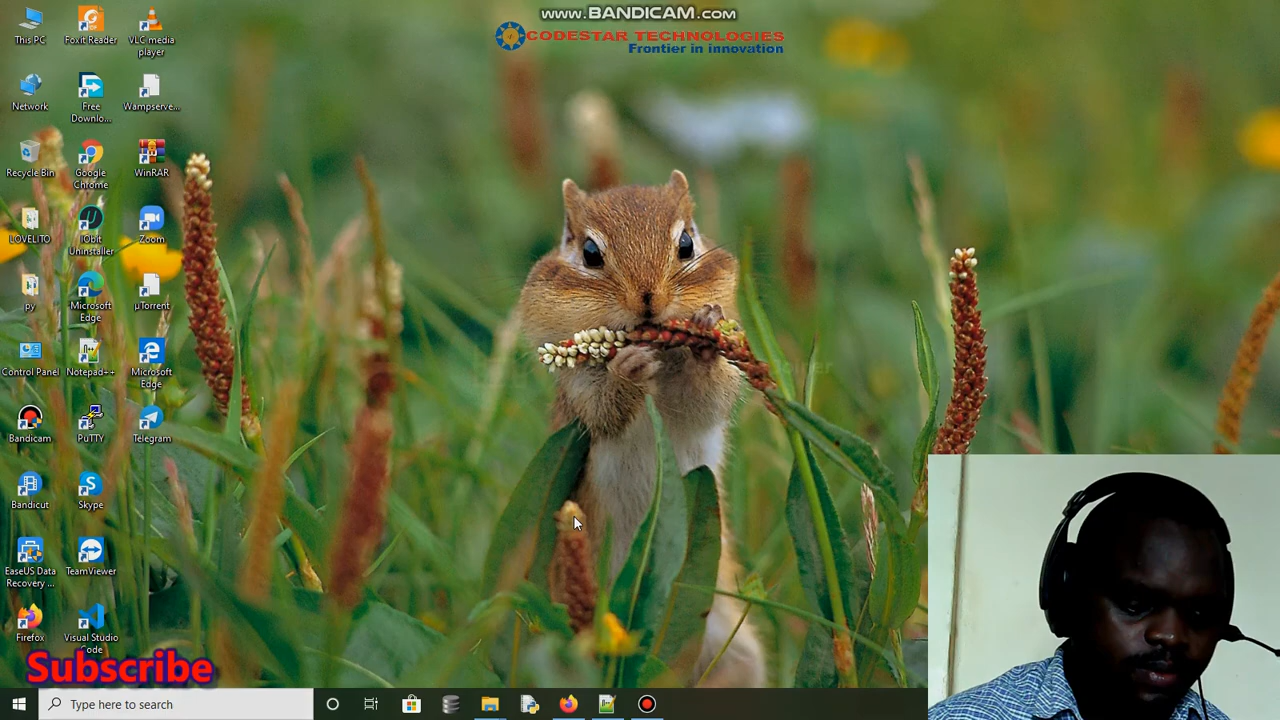 www.BANDICAM.com
CODESTAR TECHNOLOGIES
Frontier in innovation
This PC
Foxit Reader
VLC media
player
Network
Free
Downlo...
Wampserve...
Recycle Bin
Google
Chrome
WinRAR
LOVELITO
IObit
Uninstaller
Zoom
py
Microsoft
Edge
µTorrent
Control Panel
Notepad++
Microsoft
Edge
Bandicam
PuTTY
Telegram
Bandicut
Skype
EaseUS Data
Recovery ...
TeamViewer
Firefox
Visual Studio
Code
Subscribe
Type here to search